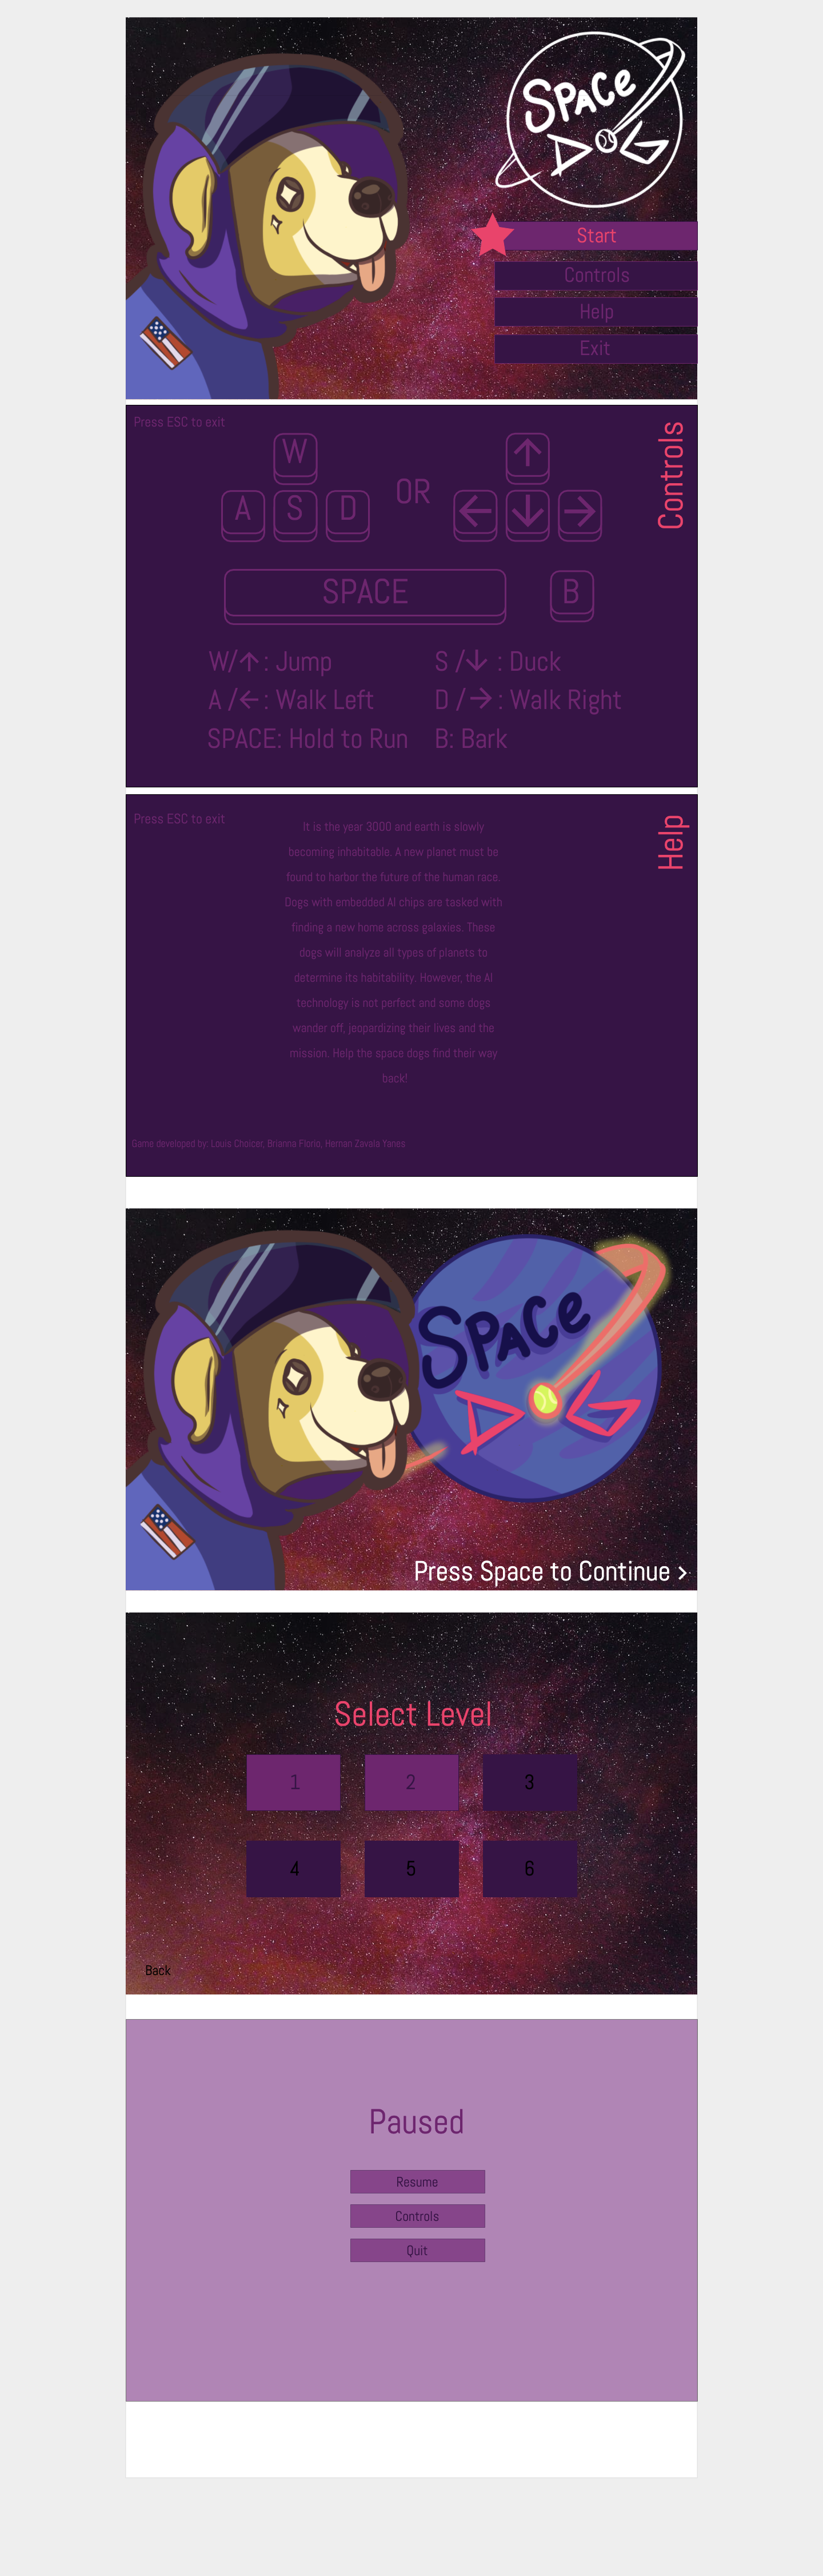 SPACE
DOG
Start
Controls
Help
Exit
Press ESC to exit
Controls
W
A S D
OR
SPACE
B
W/↑ : Jump
S /↓ : Duck
A /← : Walk Left
D /→ : Walk Right
SPACE: Hold to Run
B: Bark
Press ESC to exit
Help
It is the year 3000 and earth is slowly
becoming inhabitable. A new planet must be
found to harbor the future of the human race.
Dogs with embedded AI chips are tasked with
finding a new home across galaxies. These
dogs will analyze all types of planets to
determine its habitability. However, the AI
technology is not perfect and some dogs
wander off, jeopardizing their lives and the
mission. Help the space dogs find their way
back!
Game developed by: Louis Choicer, Brianna Florio, Hernan Zavala Yanos.
SPACE
DOG
Press Space to Continue >
Select Level
1 2 3
4 5 6
Back
Paused
Resume
Controls
Quit